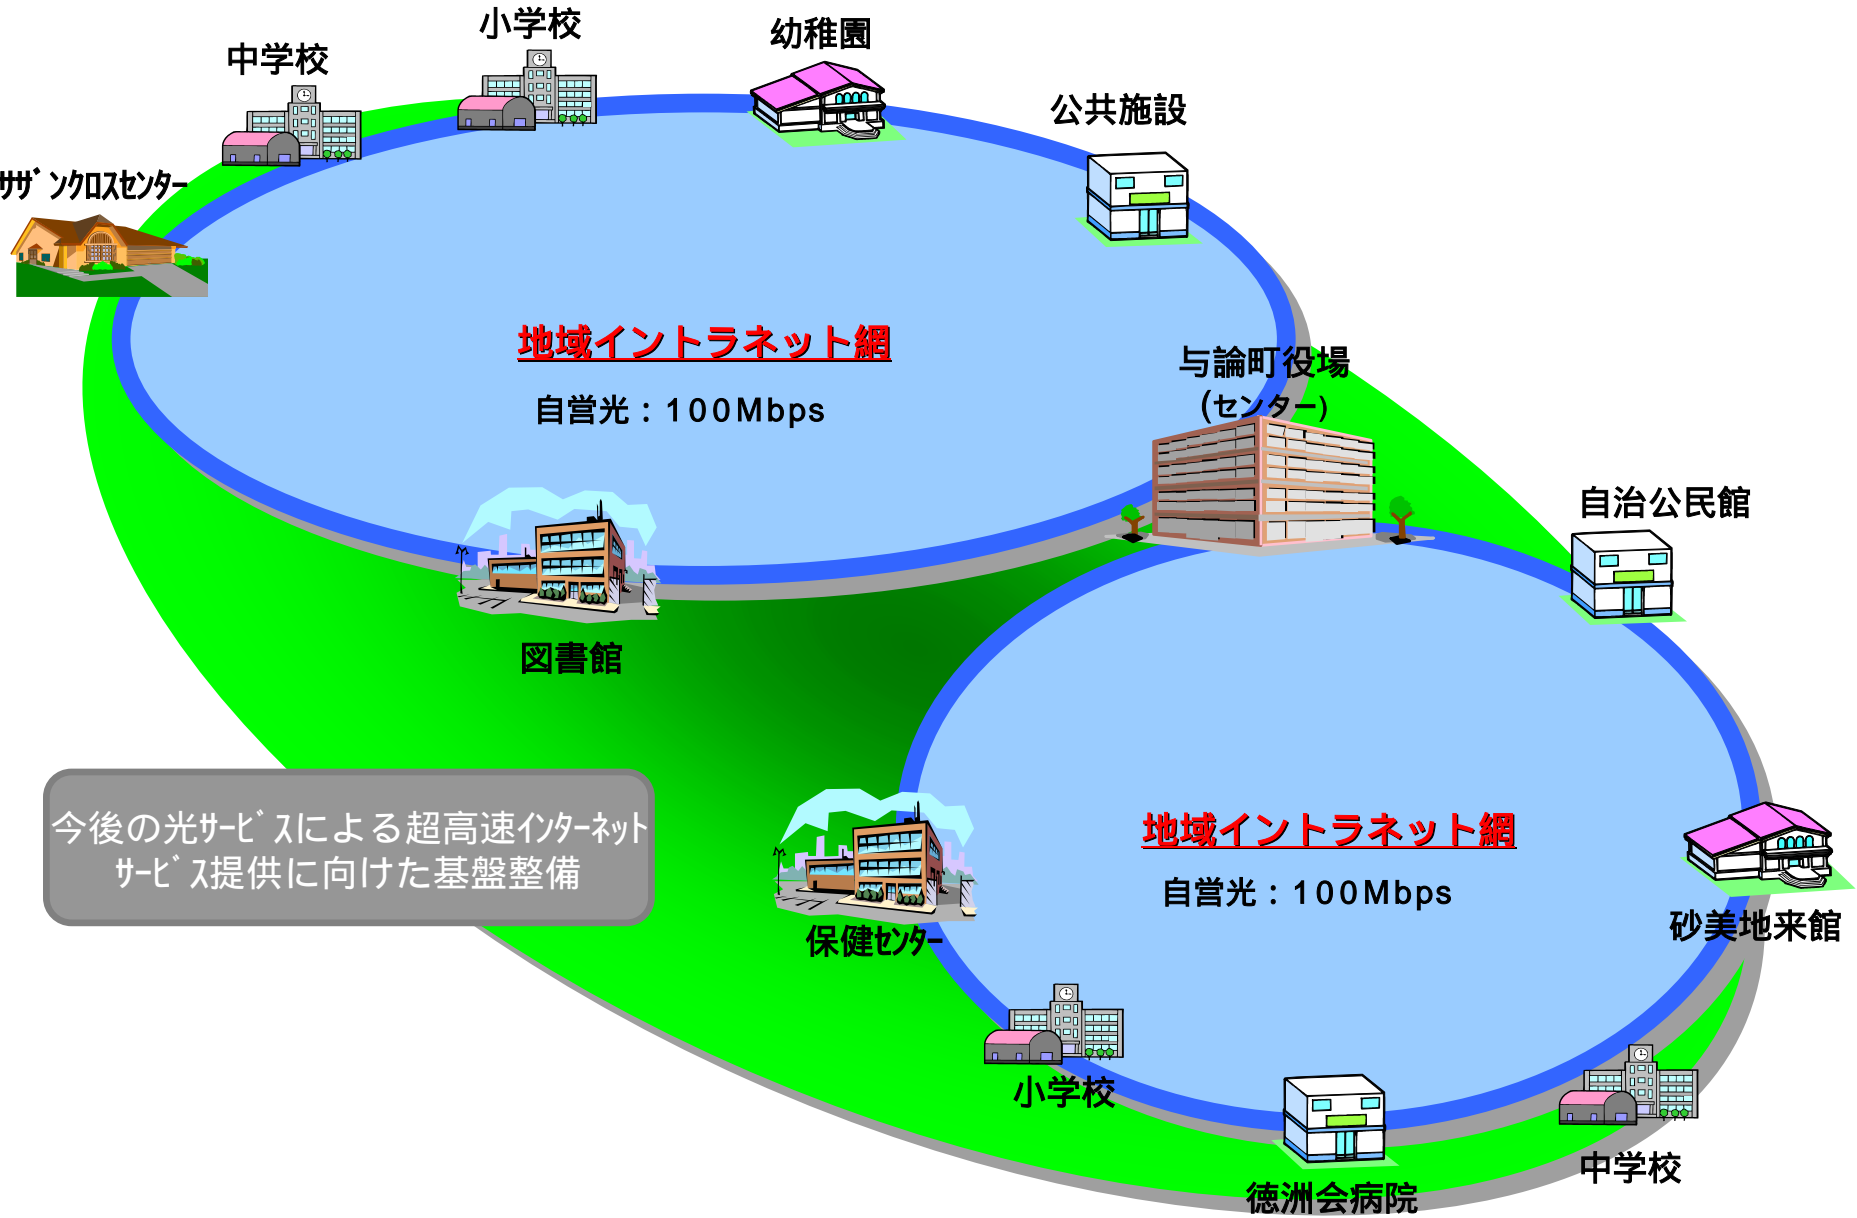 小学校
幼稚園
中学校
公共施設
ｻｻﾞﾝｸﾛｽｾﾝﾀｰ
地域イントラネット網
自営光：１００Ｍｂｐｓ
与論町役場
(センター)
自治公民館
図書館
今後の光ｻｰﾋﾞｽによる超高速ｲﾝﾀｰﾈｯﾄ
ｻｰﾋﾞｽ提供に向けた基盤整備
地域イントラネット網
自営光：１００Ｍｂｐｓ
保健ｾﾝﾀｰ
砂美地来館
小学校
中学校
徳洲会病院